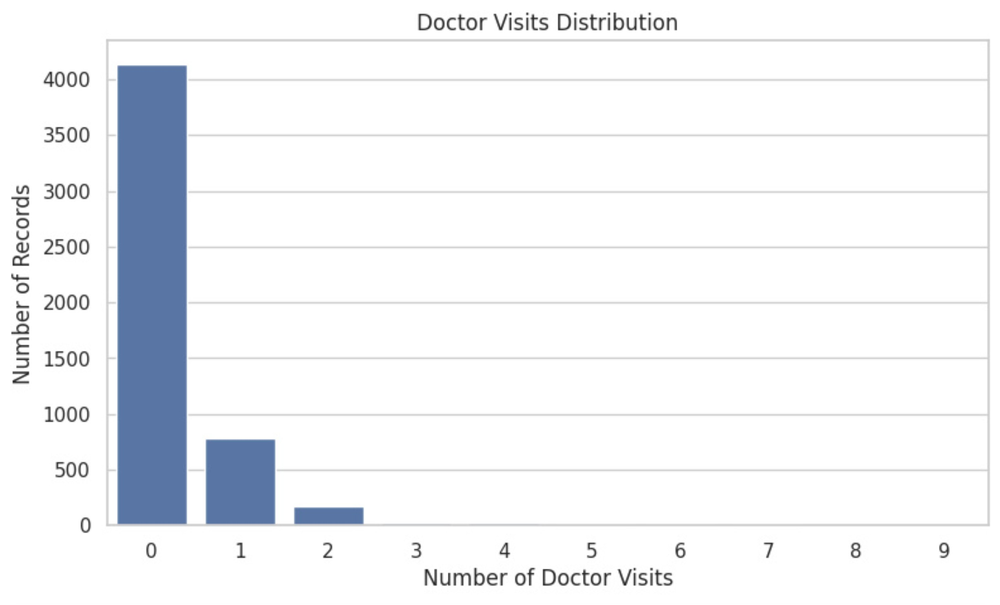 Doctor Visits Distribution
Number of Records
4000
3500
3000
2500
2000
1500
1000
500
0
0 1 2 3 4 5 6 7 8 9
Number of Doctor Visits